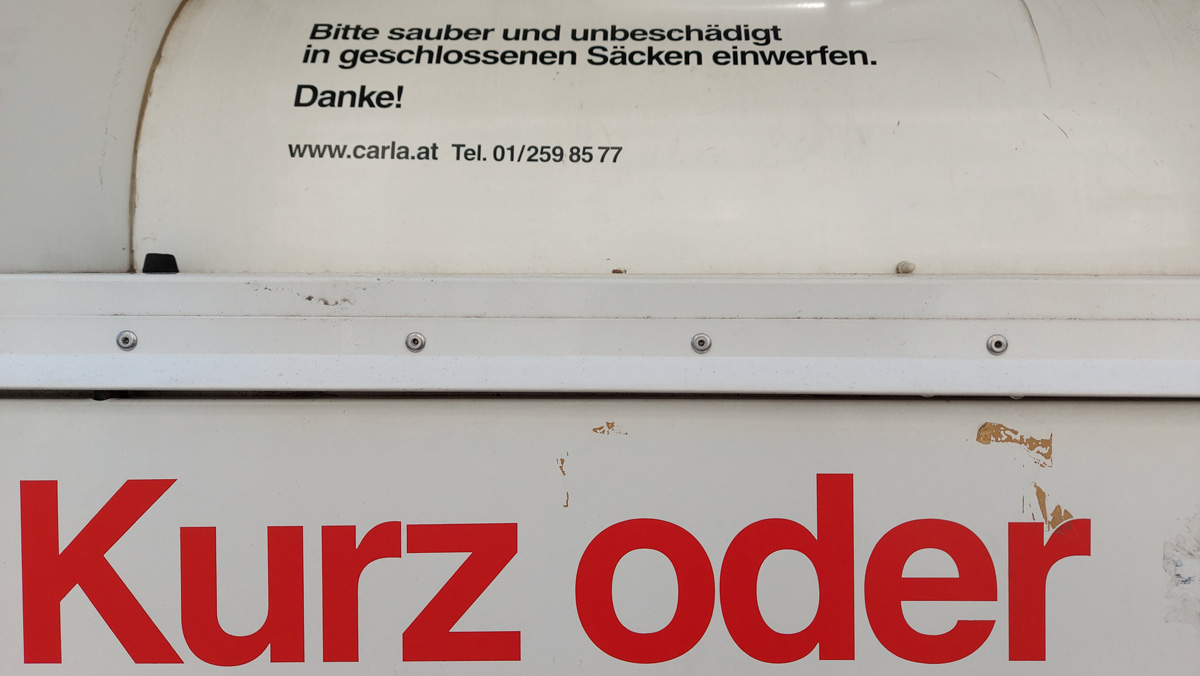 Bitte sauber und unbeschädigt
in geschlossenen Säcken einwerfen.
Danke!
www.carla.at Tel. 01/259 85 77
Kurz oder